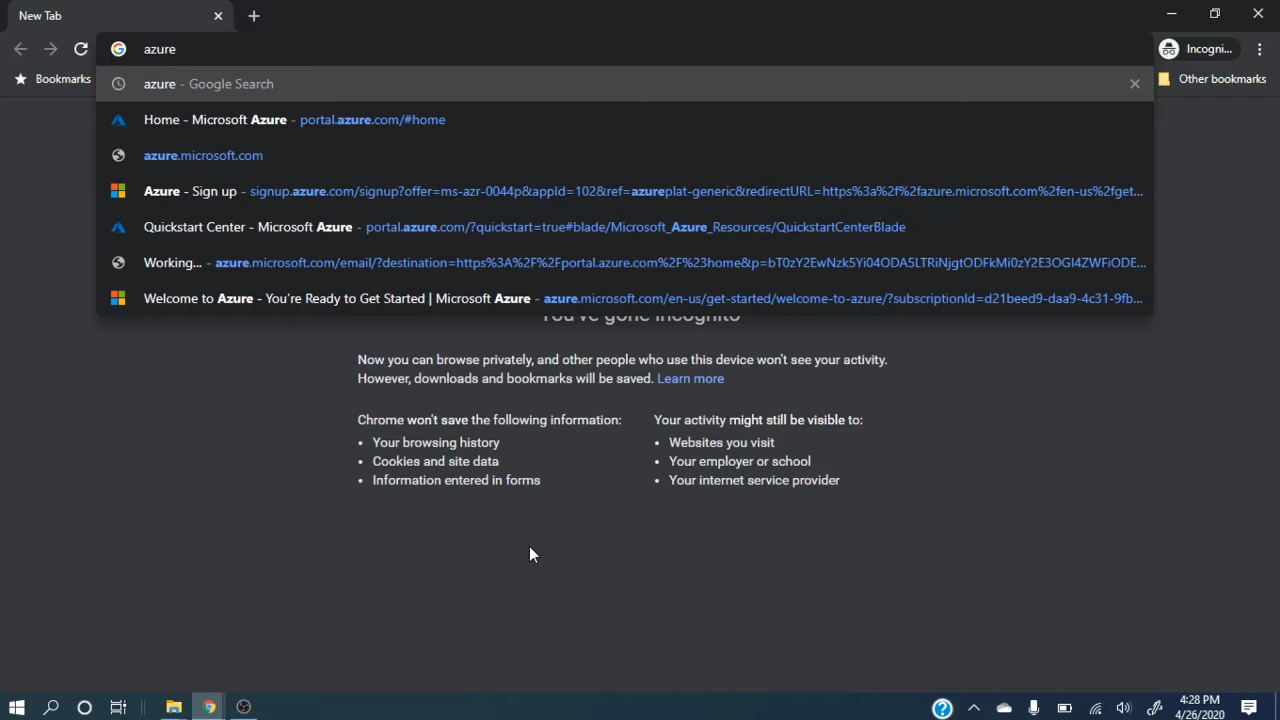 New Tab
azure
Incogni...
Bookmarks
Other bookmarks
azure - Google Search
Home - Microsoft Azure - portal.azure.com/#home
azure.microsoft.com
Azure - Sign up - signup.azure.com/signup?offer=ms-azr-0044p&appId=102&ref=azureplat-generic&redirectURL=https%3a%2f%2fazure.microsoft.com%2fen-us%2fget...
Quickstart Center - Microsoft Azure - portal.azure.com/?quickstart=true#blade/Microsoft_Azure_Resources/QuickstartCenterBlade
Working... - azure.microsoft.com/email/?destination=https%3A%2F%2Fportal.azure.com%2F%23home&p=bT0zY2EwNzk5Yi04ODA5LTRiNjgtODFkMi0zY2E3OGI4ZWFiODE...
Welcome to Azure - You're Ready to Get Started | Microsoft Azure - azure.microsoft.com/en-us/get-started/welcome-to-azure/?subscriptionId=d21beed9-daa9-4c31-9fb...
You've gone incognito
Now you can browse privately, and other people who use this device won't see your activity.
However, downloads and bookmarks will be saved. Learn more
Chrome won't save the following information:
• Your browsing history
• Cookies and site data
• Information entered in forms
Your activity might still be visible to:
• Websites you visit
• Your employer or school
• Your internet service provider
4:28 PM
4/26/2020